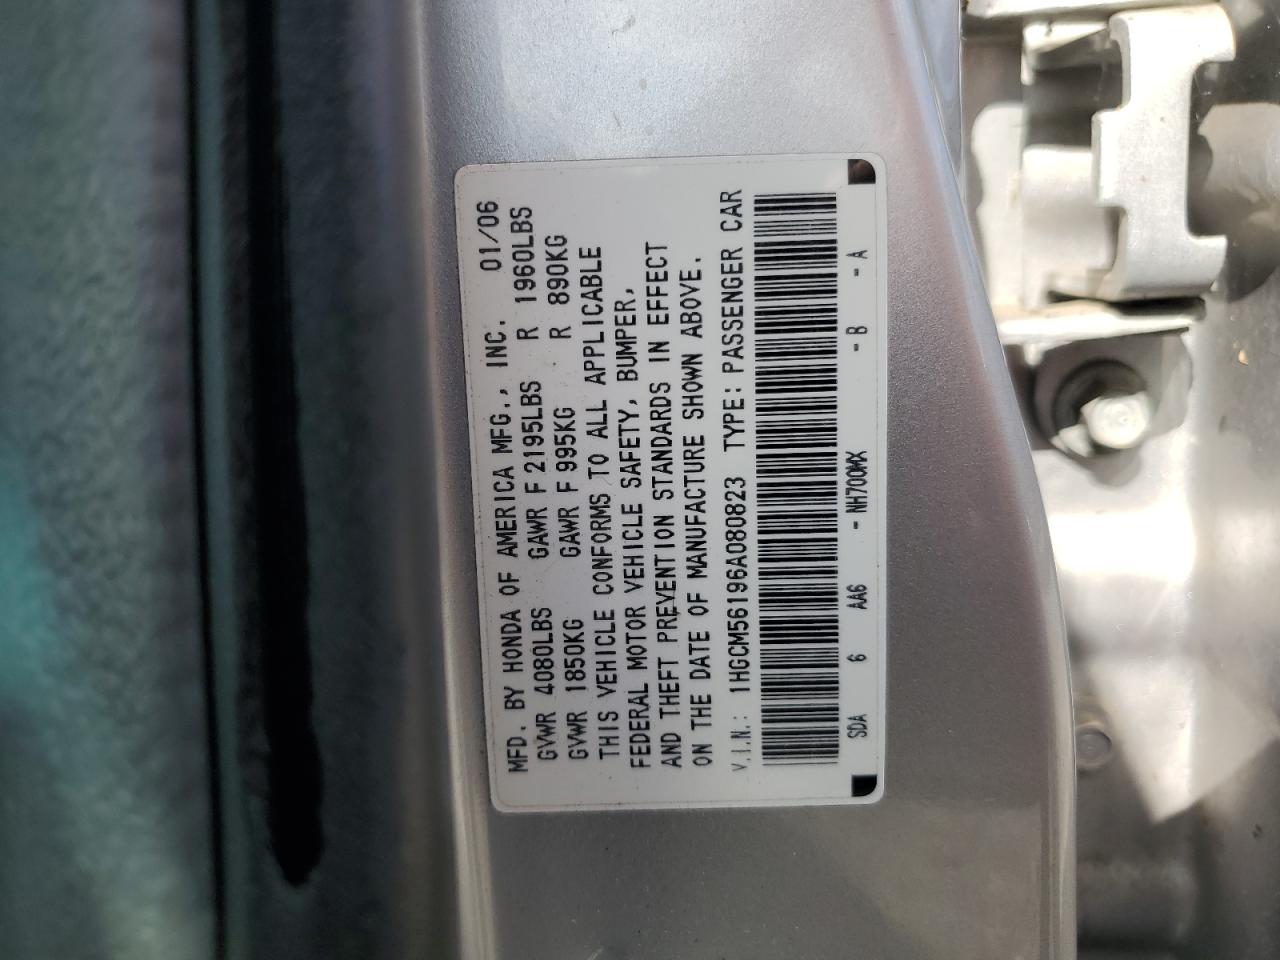 MFD. BY HONDA OF AMERICA MFG., INC. 01/06
GVWR 4080LBS GAWR F 2195LBS R 1960LBS
GVWR 1850KG GAWR F 995KG R 890KG
THIS VEHICLE CONFORMS TO ALL APPLICABLE
FEDERAL MOTOR VEHICLE SAFETY, BUMPER,
AND THEFT PREVENTION STANDARDS IN EFFECT
ON THE DATE OF MANUFACTURE SHOWN ABOVE.
V.I.N.: 1HGCM56196A080823 TYPE: PASSENGER CAR
SDA 6 AA6 - NH700MX - B - A